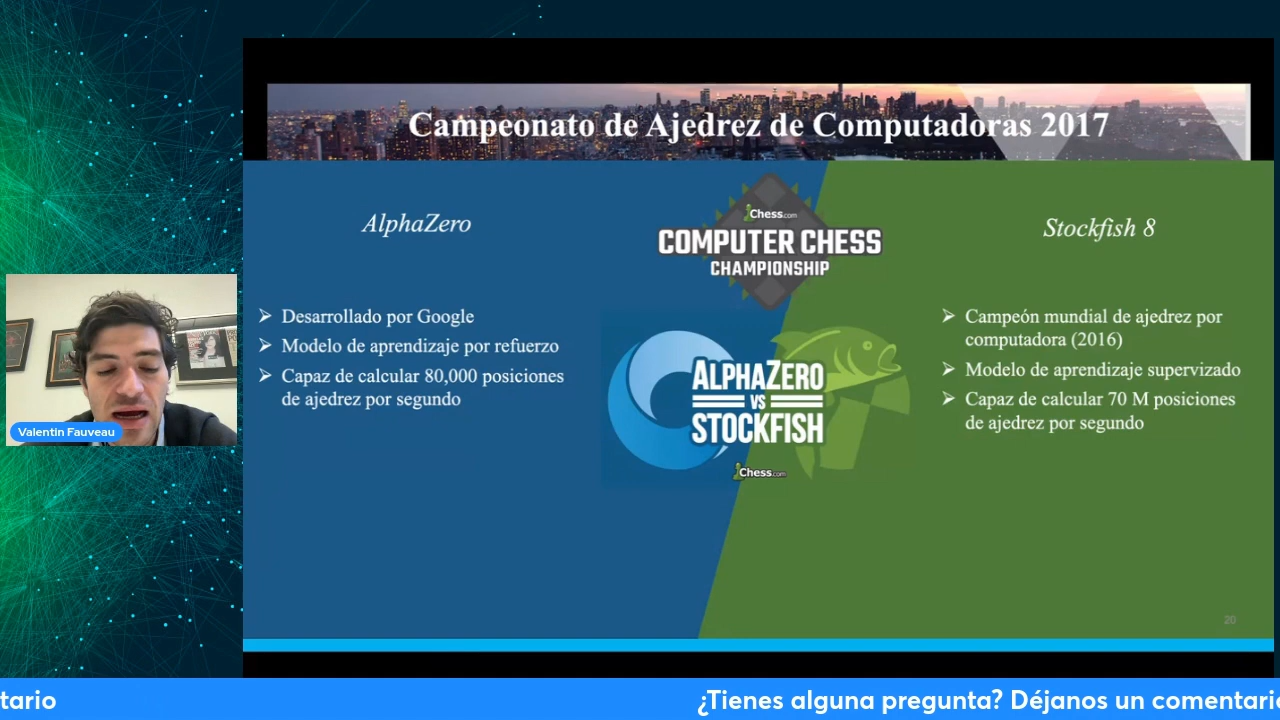 Campeonato de Ajedrez de Computadoras 2017
AlphaZero
Desarrollado por Google
Modelo de aprendizaje por refuerzo
Capaz de calcular 80,000 posiciones
de ajedrez por segundo
Chess.com
COMPUTER CHESS
CHAMPIONSHIP
ALPHAZERO
VS
STOCKFISH
Chess.com
Stockfish 8
Campeón mundial de ajedrez por
computadora (2016)
Modelo de aprendizaje supervizado
Capaz de calcular 70 M posiciones
de ajedrez por segundo
20
Valentin Fauveau
tario
¿Tienes alguna pregunta? Déjanos un comentario